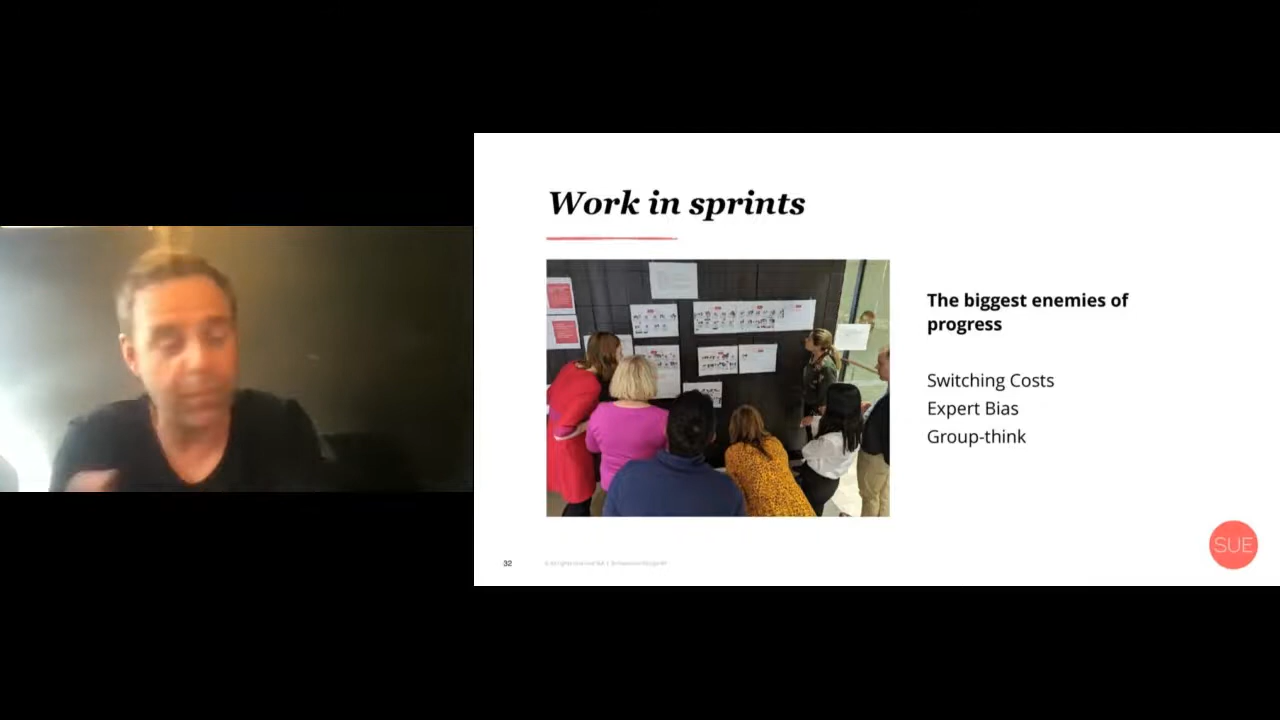 Work in sprints
The biggest enemies of
progress
Switching Costs
Expert Bias
Group-think
32
SUE